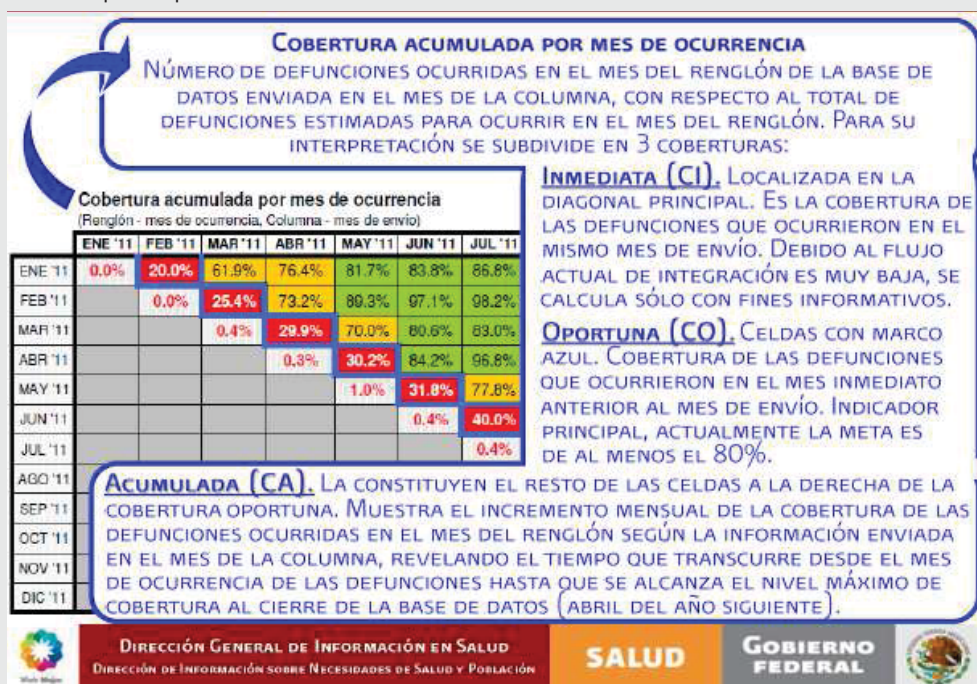 COBERTURA ACUMULADA POR MES DE OCURRENCIA
NÚMERO DE DEFUNCIONES OCURRIDAS EN EL MES DEL RENGLÓN DE LA BASE DE
DATOS ENVIADA EN EL MES DE LA COLUMNA, CON RESPECTO AL TOTAL DE
DEFUNCIONES ESTIMADAS PARA OCURRIR EN EL MES DEL RENGLÓN. PARA SU
INTERPRETACIÓN SE SUBDIVIDE EN 3 COBERTURAS:
INMEDIATA (CI). LOCALIZADA EN LA
DIAGONAL PRINCIPAL. ES LA COBERTURA DE
LAS DEFUNCIONES QUE OCURRIERON EN EL
MISMO MES DE ENVÍO. DEBIDO AL FLUJO
ACTUAL DE INTEGRACIÓN ES MUY BAJA, SE
CALCULA SÓLO CON FINES INFORMATIVOS.
OPORTUNA (CO). CELDAS CON MARCO
AZUL. COBERTURA DE LAS DEFUNCIONES
QUE OCURRIERON EN EL MES INMEDIATO
ANTERIOR AL MES DE ENVÍO. INDICADOR
PRINCIPAL, ACTUALMENTE LA META ES
DE AL MENOS EL 80%.
Cobertura acumulada por mes de ocurrencia
(Renglón - mes de ocurrencia, Columna - mes de envío)
ENE '11 FEB '11 MAR '11 ABR '11 MAY '11 JUN '11 JUL '11
ENE '11 0.0% 20.0% 61.9% 76.4% 81.7% 83.8% 86.8%
FEB '11 0.0% 25.4% 73.2% 89.3% 97.1% 98.2%
MAR '11 0.4% 29.9% 70.0% 80.6% 83.0%
ABR '11 0.3% 30.2% 84.2% 96.8%
MAY '11 1.0% 31.8% 77.8%
JUN '11 0.4% 40.0%
JUL '11 0.4%
AGO '11
SEP '11
OCT '11
NOV '11
DIC '11
ACUMULADA (CA). LA CONSTITUYEN EL RESTO DE LAS CELDAS A LA DERECHA DE LA
COBERTURA OPORTUNA. MUESTRA EL INCREMENTO MENSUAL DE LA COBERTURA DE LAS
DEFUNCIONES OCURRIDAS EN EL MES DEL RENGLÓN SEGÚN LA INFORMACIÓN ENVIADA
EN EL MES DE LA COLUMNA, REVELANDO EL TIEMPO QUE TRANSCURRE DESDE EL MES
DE OCURRENCIA DE LAS DEFUNCIONES HASTA QUE SE ALCANZA EL NIVEL MÁXIMO DE
COBERTURA AL CIERRE DE LA BASE DE DATOS (ABRIL DEL AÑO SIGUIENTE).
DIRECCIÓN GENERAL DE INFORMACIÓN EN SALUD
DIRECCIÓN DE INFORMACIÓN SOBRE NECESIDADES DE SALUD Y POBLACIÓN
SALUD
GOBIERNO
FEDERAL
Vivir Mejor